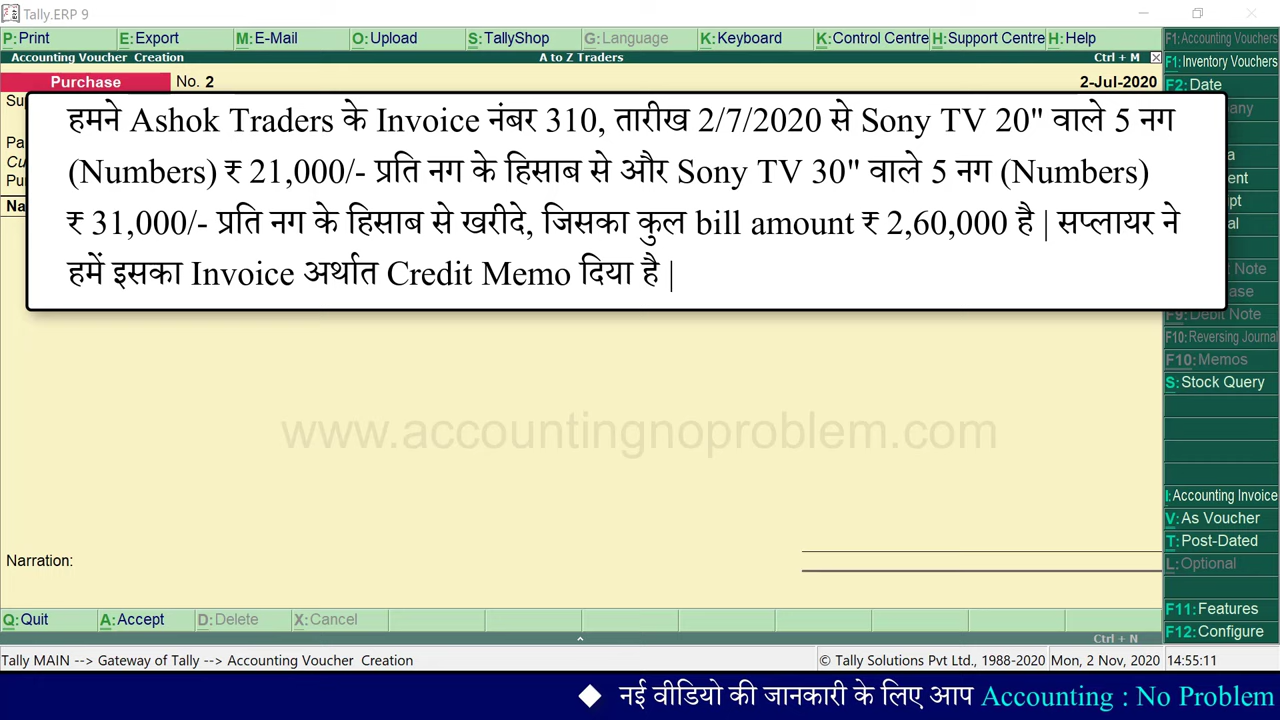 Tally.ERP 9
P:Print E:Export M:E-Mail O:Upload S:TallyShop G:Language K:Keyboard K:Control Centre H:Support Centre H:Help
F1:Accounting Vouchers
Accounting Voucher Creation A to Z Traders Ctrl + M
F1:Inventory Vouchers
Purchase No. 2 2-Jul-2020
F2:Date
हमने Ashok Traders के Invoice नंबर 310, तारीख 2/7/2020 से Sony TV 20" वाले 5 नग
(Numbers) ₹ 21,000/- प्रति नग के हिसाब से और Sony TV 30" वाले 5 नग (Numbers)
₹ 31,000/- प्रति नग के हिसाब से खरीदे, जिसका कुल bill amount ₹ 2,60,000 है | सप्लायर ने
हमें इसका Invoice अर्थात Credit Memo दिया है |
F9:Debit Note
F10:Reversing Journal
F10:Memos
S:Stock Query
www.accountingnoproblem.com
I:Accounting Invoice
V:As Voucher
T:Post-Dated
Narration:
L:Optional
F11:Features
Q:Quit A:Accept D:Delete X:Cancel
F12:Configure
Ctrl + N
Tally MAIN --> Gateway of Tally --> Accounting Voucher Creation © Tally Solutions Pvt Ltd., 1988-2020 Mon, 2 Nov, 2020 14:55:11
◆ नई वीडियो की जानकारी के लिए आप Accounting : No Problem